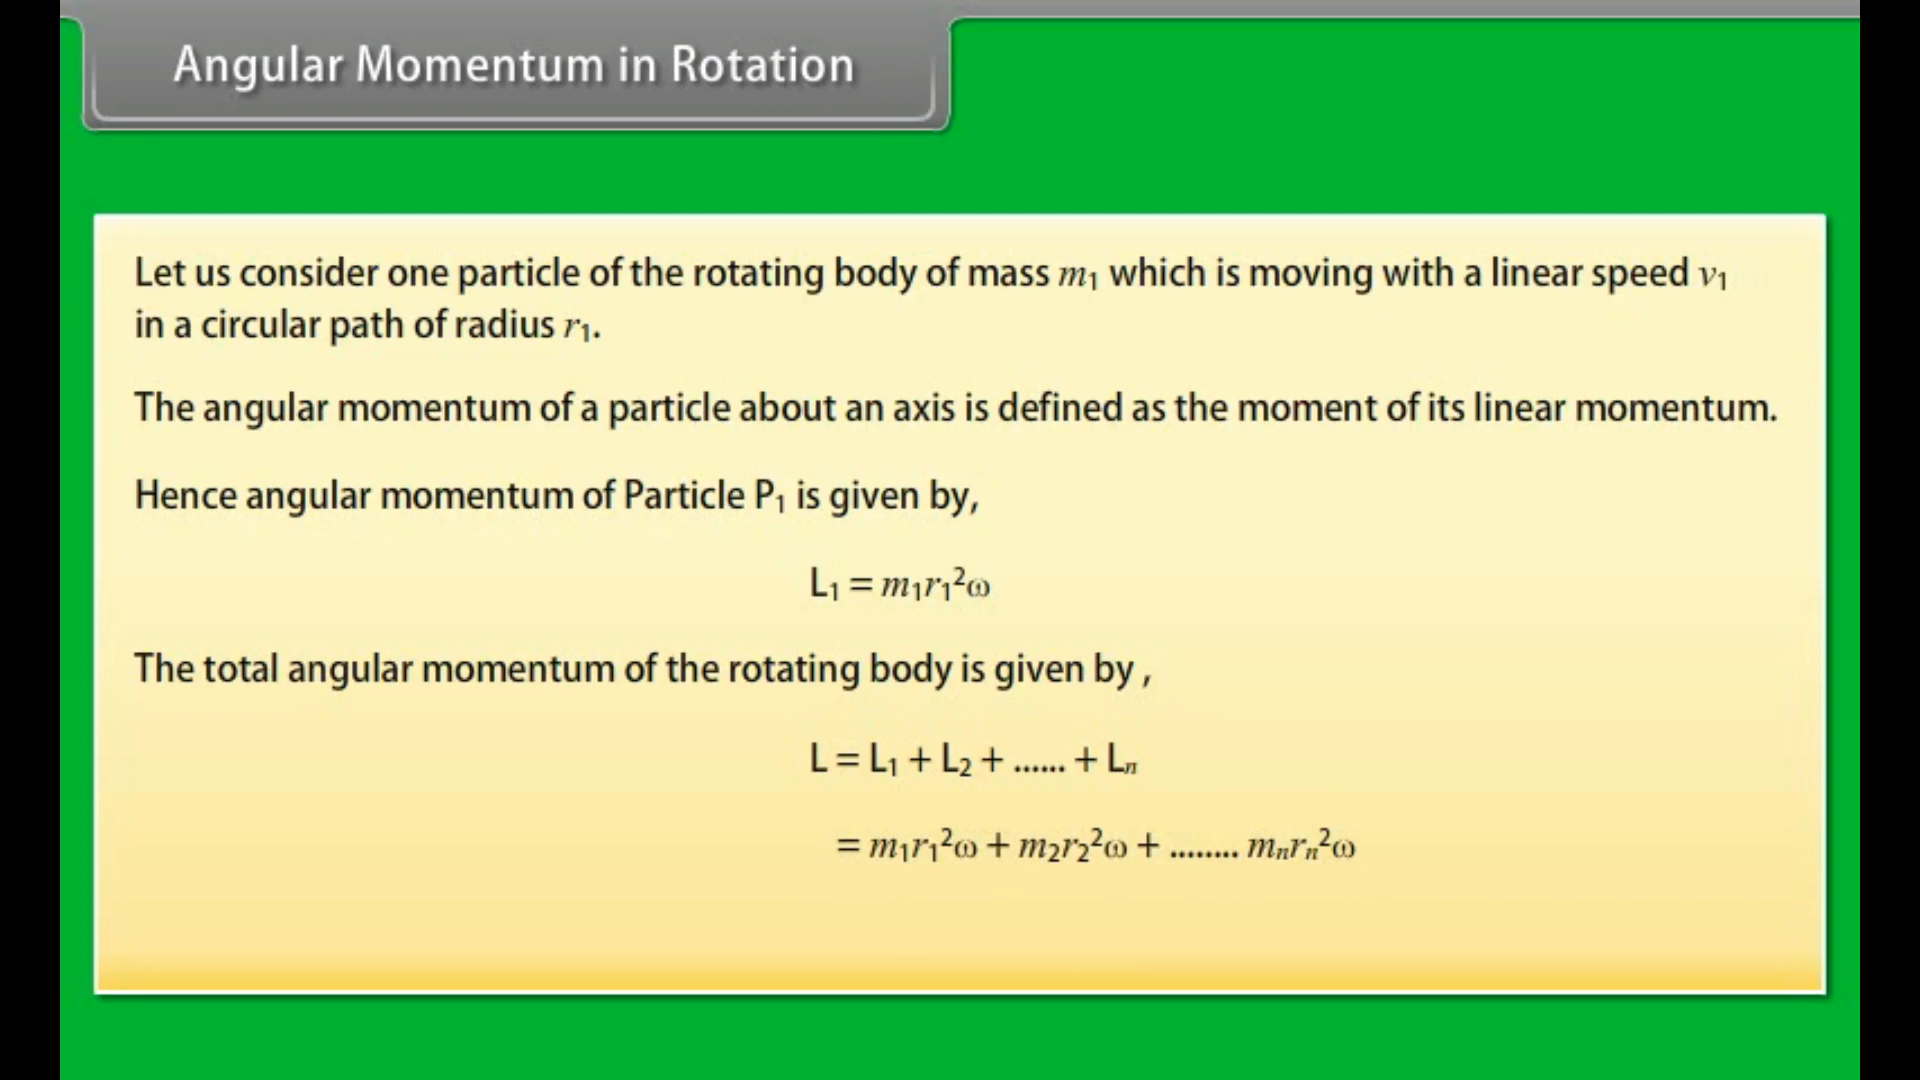 Angular Momentum in Rotation
Let us consider one particle of the rotating body of mass m₁ which is moving with a linear speed v₁
in a circular path of radius r₁.
The angular momentum of a particle about an axis is defined as the moment of its linear momentum.
Hence angular momentum of Particle P₁ is given by,
L₁ = m₁r₁²ω
The total angular momentum of the rotating body is given by ,
L = L₁ + L₂ + ...... + Lₙ
= m₁r₁²ω + m₂r₂²ω + ........ mₙrₙ²ω